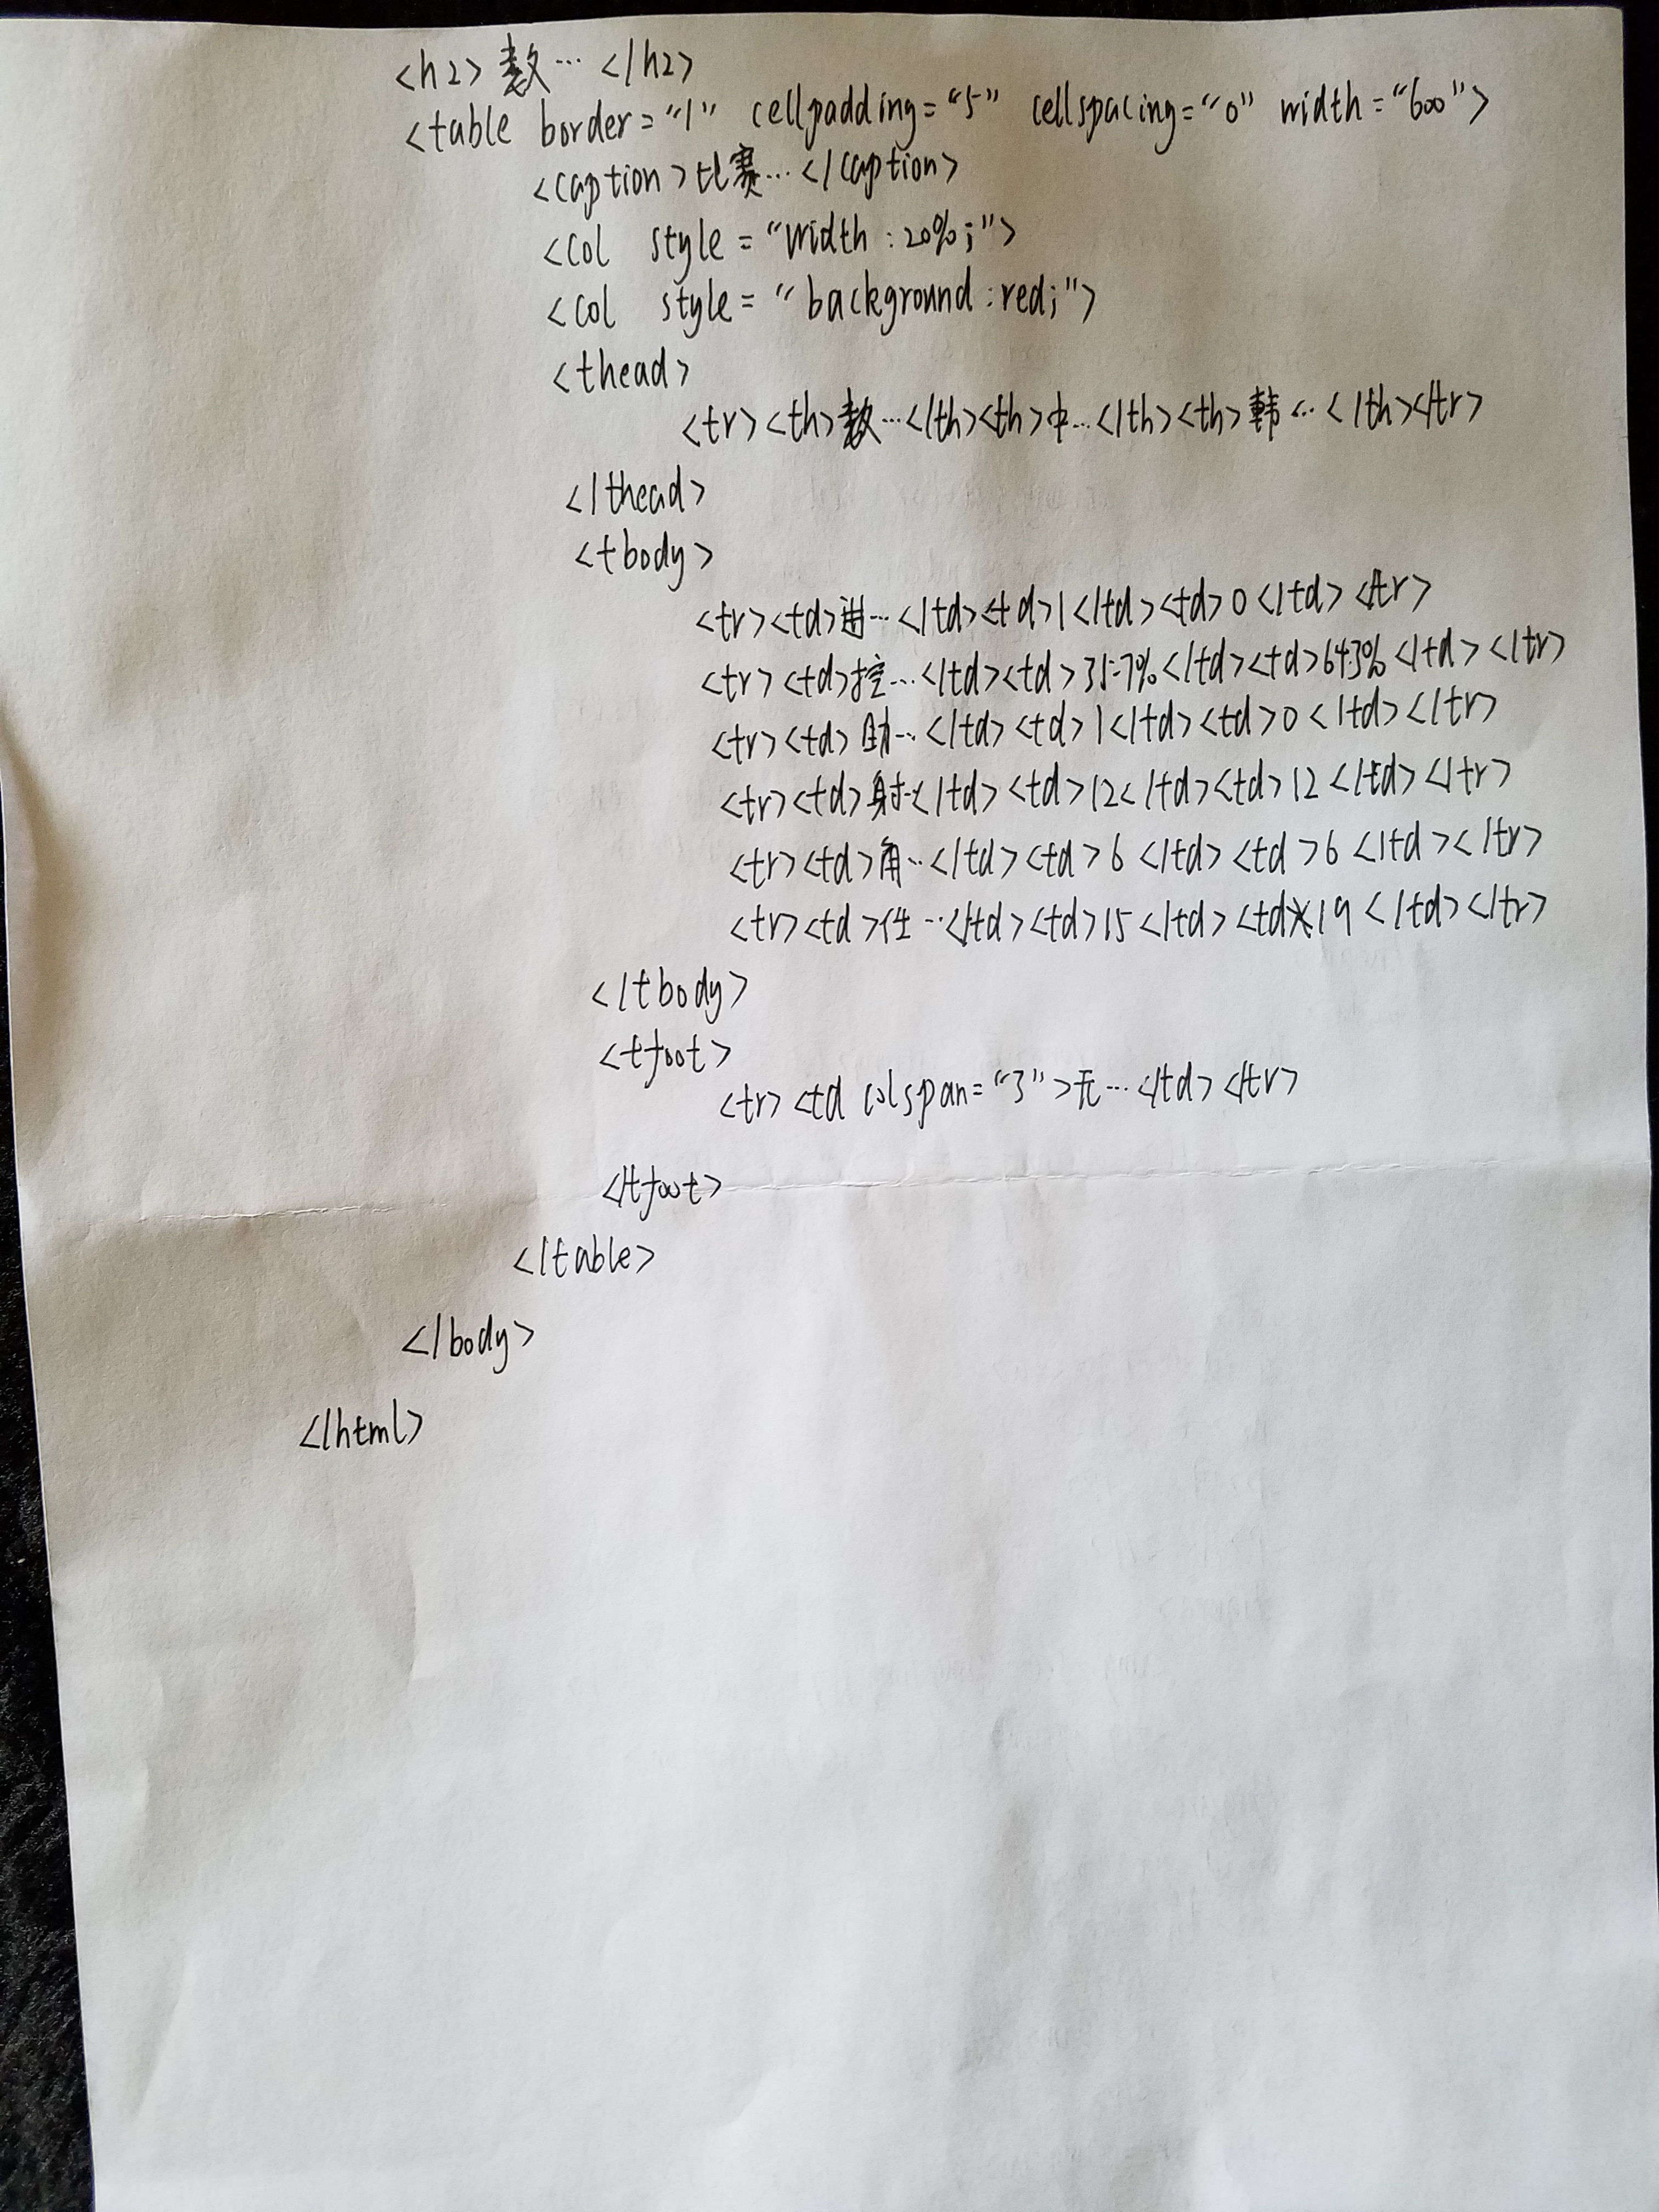 <h2>数…</h2>
<table border="1" cellpadding="5" cellspacing="0" width="600">
<caption>比赛…</caption>
<col style="width:20%;">
<col style="background:red;">
<thead>
<tr><th>数…</th><th>中…</th><th>韩…</th></tr>
</thead>
<tbody>
<tr><td>进…</td><td>1</td><td>0</td></tr>
<tr><td>控…</td><td>35.7%</td><td>64.3%</td></tr>
<tr><td>助…</td><td>1</td><td>0</td></tr>
<tr><td>射…</td><td>12</td><td>12</td></tr>
<tr><td>角…</td><td>6</td><td>6</td></tr>
<tr><td>任…</td><td>15</td><td>19</td></tr>
</tbody>
<tfoot>
<tr><td colspan="3">无…</td></tr>
</tfoot>
</table>
</body>
</html>